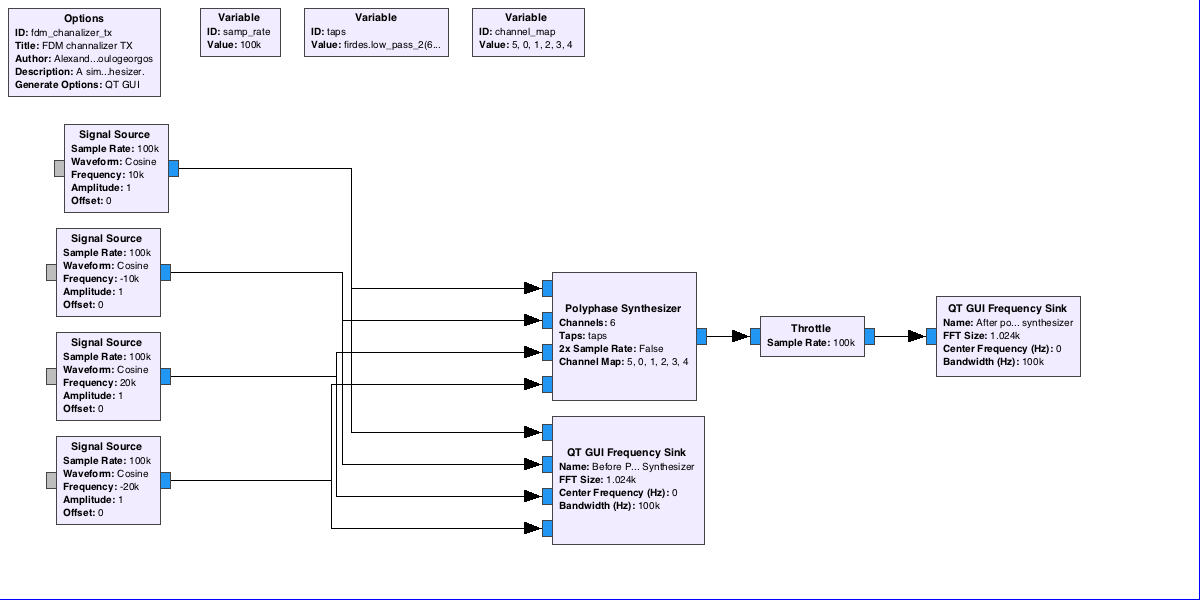 Options
ID: fdm_chanalizer_tx
Title: FDM channalizer TX
Author: Alexand...oulogeorgos
Description: A sim...hesizer.
Generate Options: QT GUI
Variable
ID: samp_rate
Value: 100k
Variable
ID: taps
Value: firdes.low_pass_2(6...
Variable
ID: channel_map
Value: 5, 0, 1, 2, 3, 4
Signal Source
Sample Rate: 100k
Waveform: Cosine
Frequency: 10k
Amplitude: 1
Offset: 0
Signal Source
Sample Rate: 100k
Waveform: Cosine
Frequency: -10k
Amplitude: 1
Offset: 0
Signal Source
Sample Rate: 100k
Waveform: Cosine
Frequency: 20k
Amplitude: 1
Offset: 0
Signal Source
Sample Rate: 100k
Waveform: Cosine
Frequency: -20k
Amplitude: 1
Offset: 0
Polyphase Synthesizer
Channels: 6
Taps: taps
2x Sample Rate: False
Channel Map: 5, 0, 1, 2, 3, 4
QT GUI Frequency Sink
Name: Before P... Synthesizer
FFT Size: 1.024k
Center Frequency (Hz): 0
Bandwidth (Hz): 100k
Throttle
Sample Rate: 100k
QT GUI Frequency Sink
Name: After po... synthesizer
FFT Size: 1.024k
Center Frequency (Hz): 0
Bandwidth (Hz): 100k